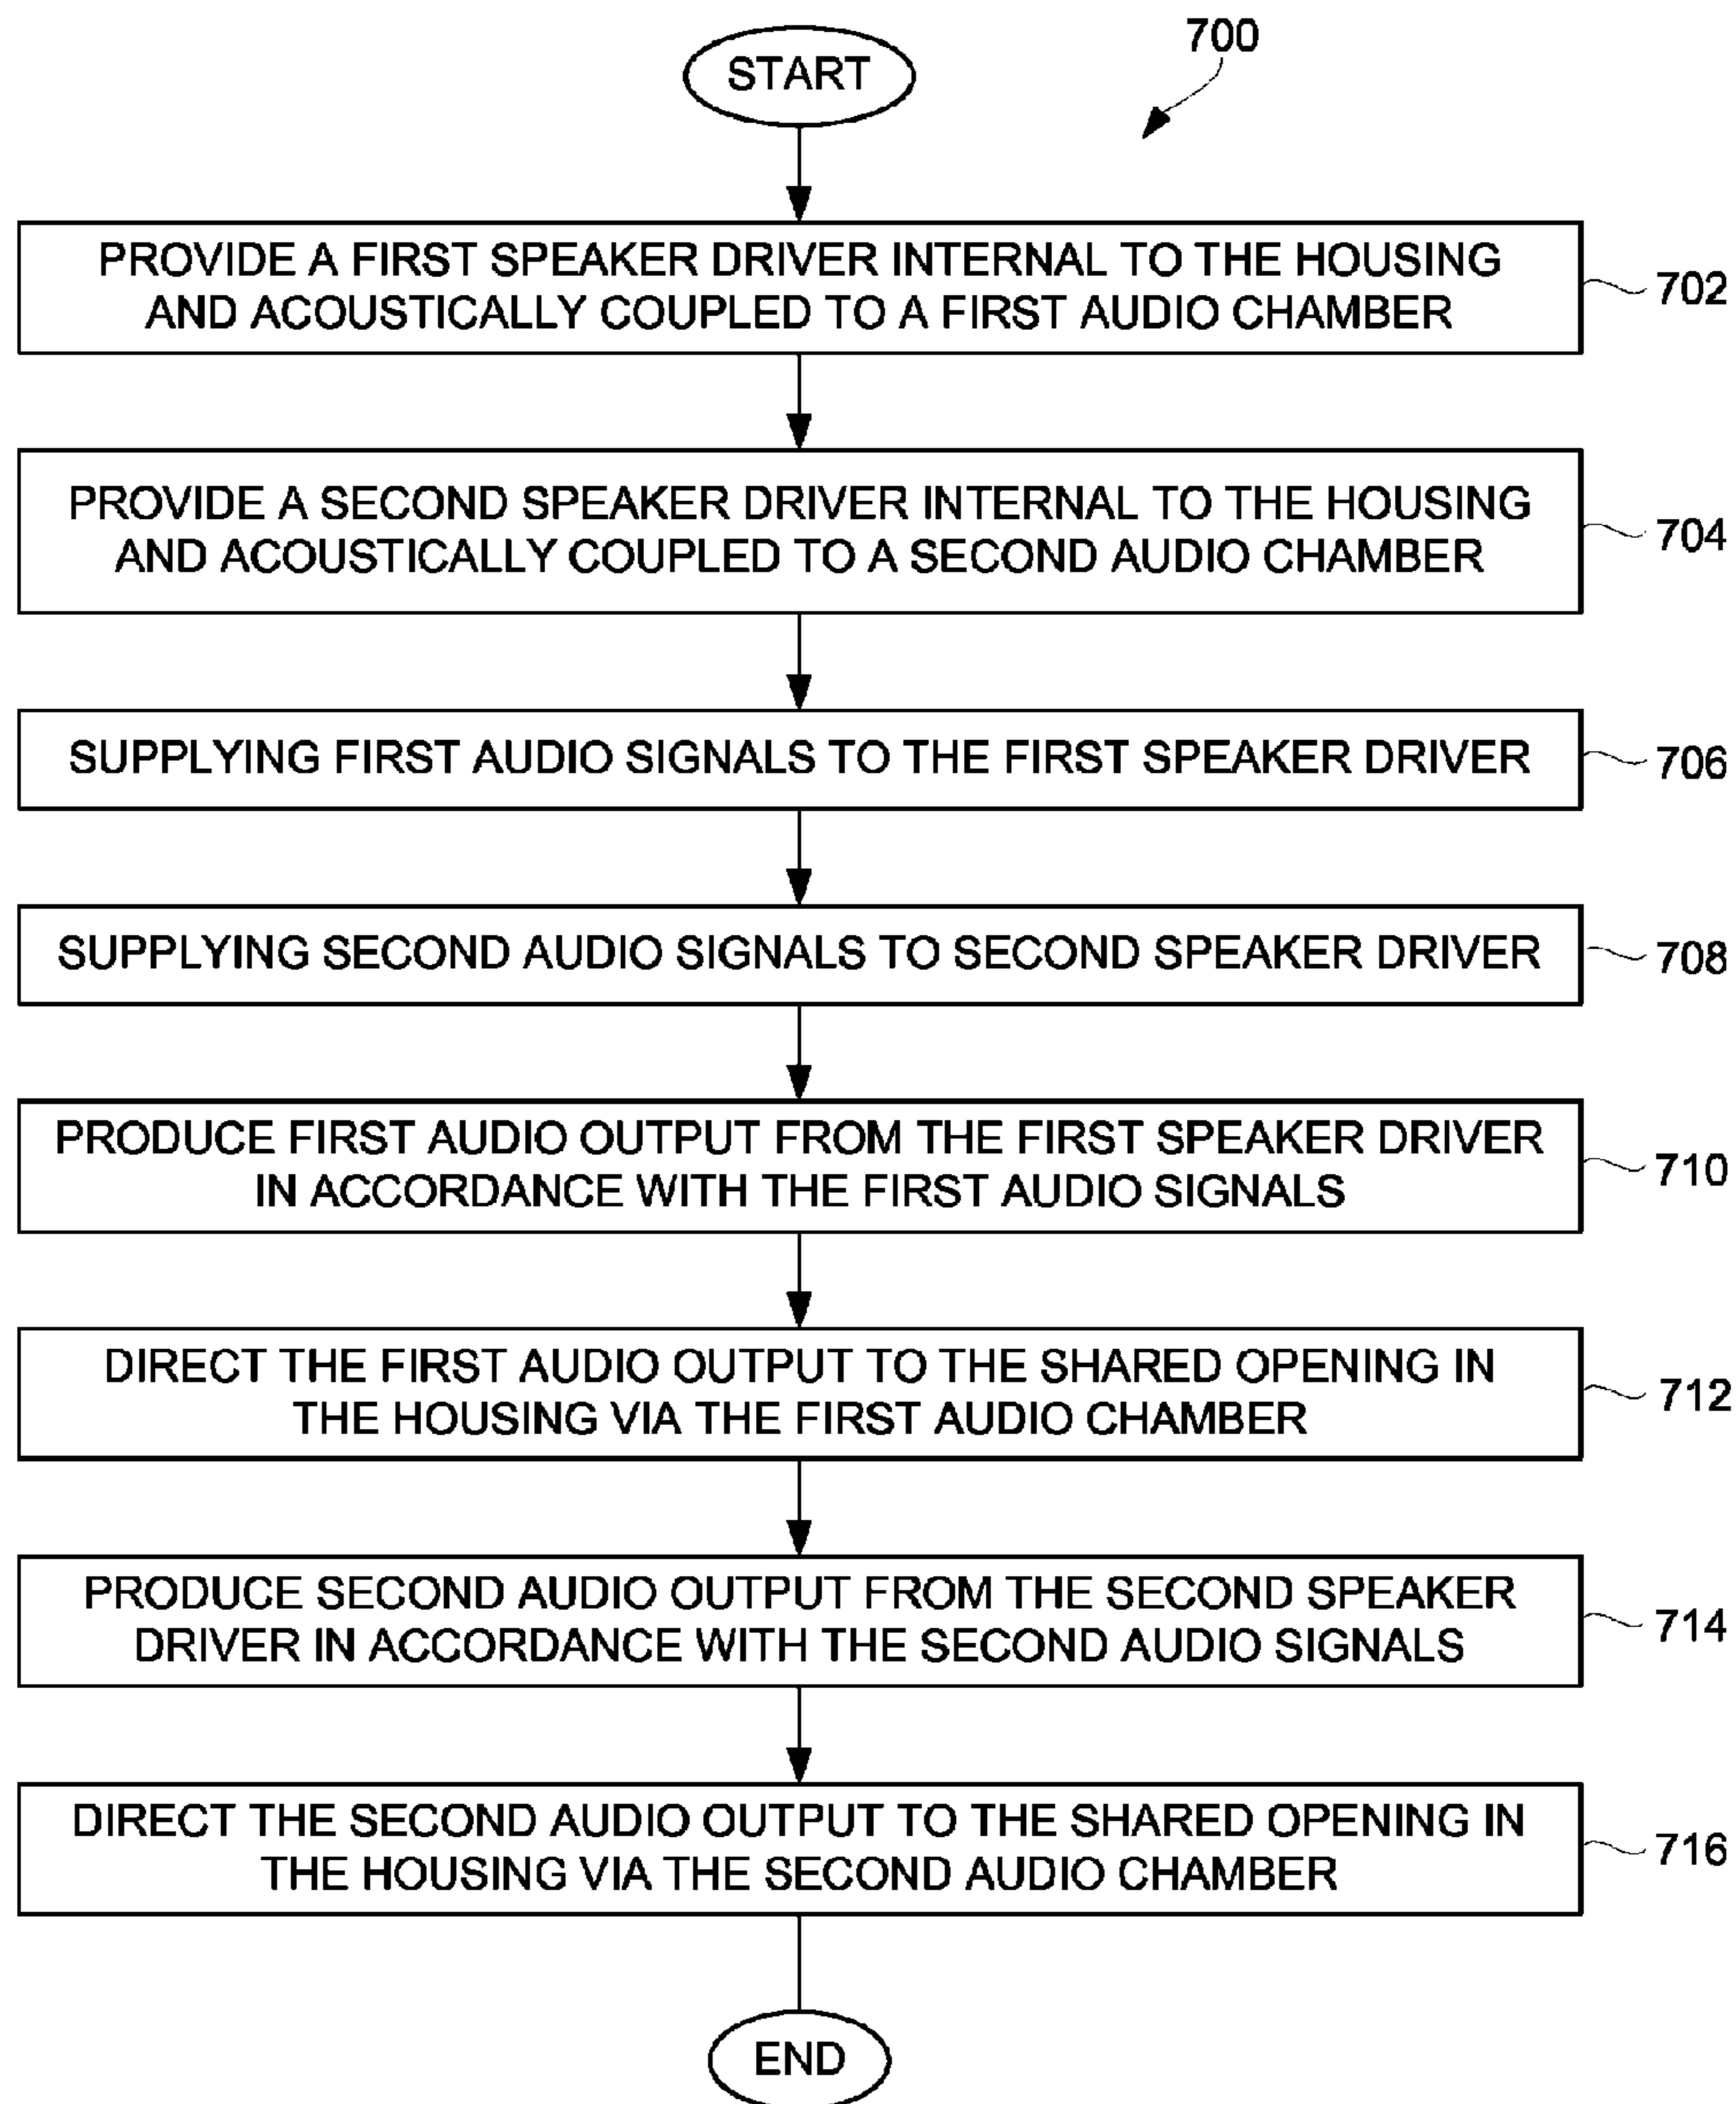 700
START
PROVIDE A FIRST SPEAKER DRIVER INTERNAL TO THE HOUSING
AND ACOUSTICALLY COUPLED TO A FIRST AUDIO CHAMBER
702
PROVIDE A SECOND SPEAKER DRIVER INTERNAL TO THE HOUSING
AND ACOUSTICALLY COUPLED TO A SECOND AUDIO CHAMBER
704
SUPPLYING FIRST AUDIO SIGNALS TO THE FIRST SPEAKER DRIVER
706
SUPPLYING SECOND AUDIO SIGNALS TO SECOND SPEAKER DRIVER
708
PRODUCE FIRST AUDIO OUTPUT FROM THE FIRST SPEAKER DRIVER
IN ACCORDANCE WITH THE FIRST AUDIO SIGNALS
710
DIRECT THE FIRST AUDIO OUTPUT TO THE SHARED OPENING IN
THE HOUSING VIA THE FIRST AUDIO CHAMBER
712
PRODUCE SECOND AUDIO OUTPUT FROM THE SECOND SPEAKER
DRIVER IN ACCORDANCE WITH THE SECOND AUDIO SIGNALS
714
DIRECT THE SECOND AUDIO OUTPUT TO THE SHARED OPENING IN
THE HOUSING VIA THE SECOND AUDIO CHAMBER
716
END